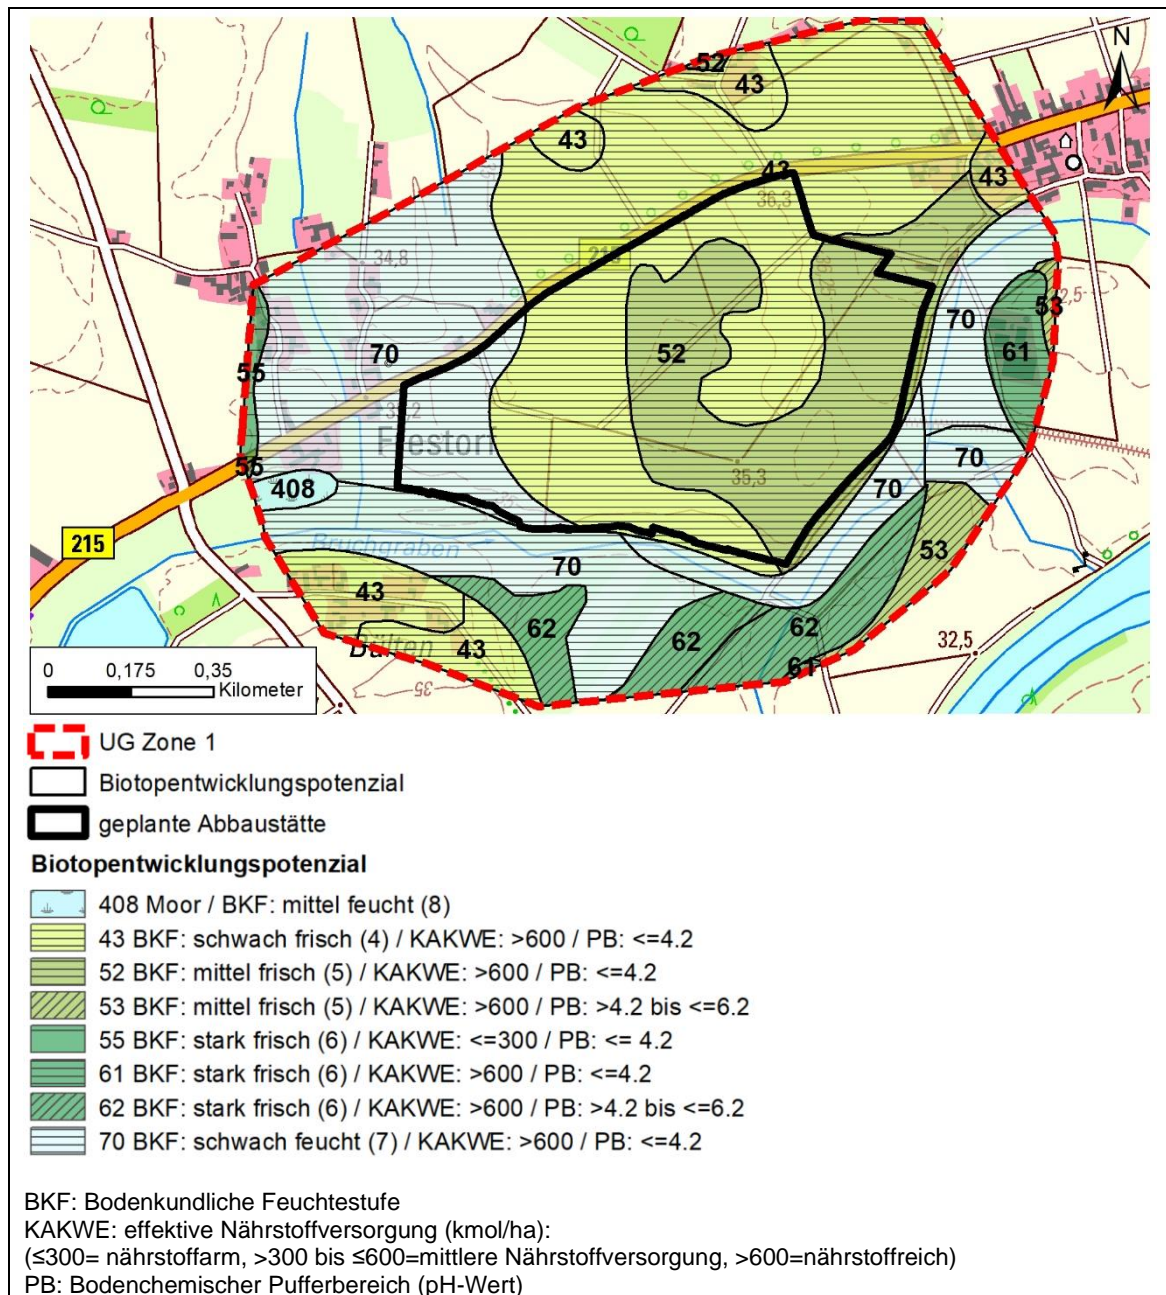 N
52
43
43
43
43
36,3
215
34,8
70
52
70
2,5
53
61
55
35,3
70
55
408
70
215
Bruchgraben
70
53
43
62
62
62
43
Bülten
61
32,5
35
0 0,175 0,35
Kilometer
UG Zone 1
Biotopentwicklungspotenzial
geplante Abbaustätte
Biotopentwicklungspotenzial
408 Moor / BKF: mittel feucht (8)
43 BKF: schwach frisch (4) / KAKWE: >600 / PB: <=4.2
52 BKF: mittel frisch (5) / KAKWE: >600 / PB: <=4.2
53 BKF: mittel frisch (5) / KAKWE: >600 / PB: >4.2 bis <=6.2
55 BKF: stark frisch (6) / KAKWE: <=300 / PB: <= 4.2
61 BKF: stark frisch (6) / KAKWE: >600 / PB: <=4.2
62 BKF: stark frisch (6) / KAKWE: >600 / PB: >4.2 bis <=6.2
70 BKF: schwach feucht (7) / KAKWE: >600 / PB: <=4.2
BKF: Bodenkundliche Feuchtestufe
KAKWE: effektive Nährstoffversorgung (kmol/ha):
(≤300= nährstoffarm, >300 bis ≤600=mittlere Nährstoffversorgung, >600=nährstoffreich)
PB: Bodenchemischer Pufferbereich (pH-Wert)